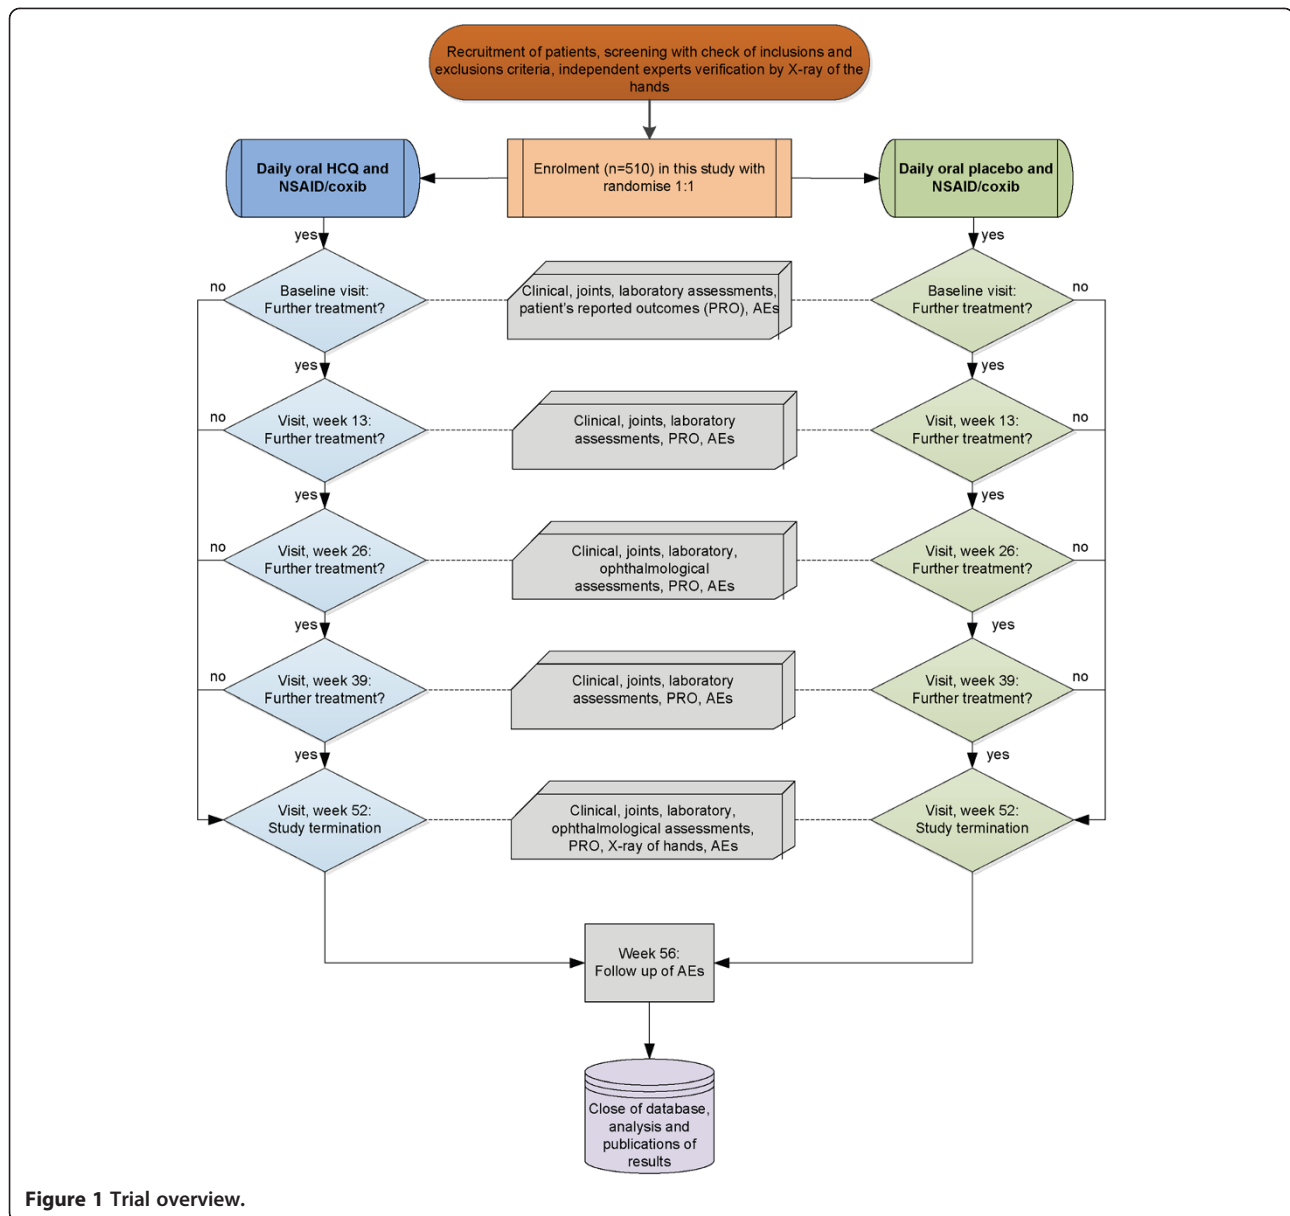 Recruitment of patients, screening with check of inclusions and
exclusions criteria, independent experts verification by X-ray of the
hands
Daily oral HCQ and
NSAID/coxib
Enrolment (n=510) in this study with
randomise 1:1
Daily oral placebo and
NSAID/coxib
yes
yes
no
Baseline visit:
Further treatment?
Clinical, joints, laboratory assessments,
patient's reported outcomes (PRO), AEs
Baseline visit:
Further treatment?
no
yes
yes
no
Visit, week 13:
Further treatment?
Clinical, joints, laboratory
assessments, PRO, AEs
Visit, week 13:
Further treatment?
no
yes
yes
no
Visit, week 26:
Further treatment?
Clinical, joints, laboratory,
ophthalmological
assessments, PRO, AEs
Visit, week 26:
Further treatment?
no
yes
yes
no
Visit, week 39:
Further treatment?
Clinical, joints, laboratory
assessments, PRO, AEs
Visit, week 39:
Further treatment?
no
yes
yes
Visit, week 52:
Study termination
Clinical, joints, laboratory,
ophthalmological assessments,
PRO, X-ray of hands, AEs
Visit, week 52:
Study termination
Week 56:
Follow up of AEs
Close of database,
analysis and
publications of
results
Figure 1 Trial overview.